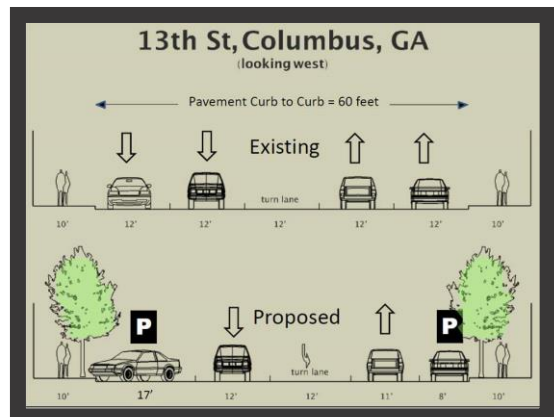 13th St, Columbus, GA
(looking west)
Pavement Curb to Curb = 60 feet
Existing
turn lane
10' 12' 12' 12' 12' 12' 10'
P Proposed P
turn lane
10' 17' 12' 12' 11' 8' 10'